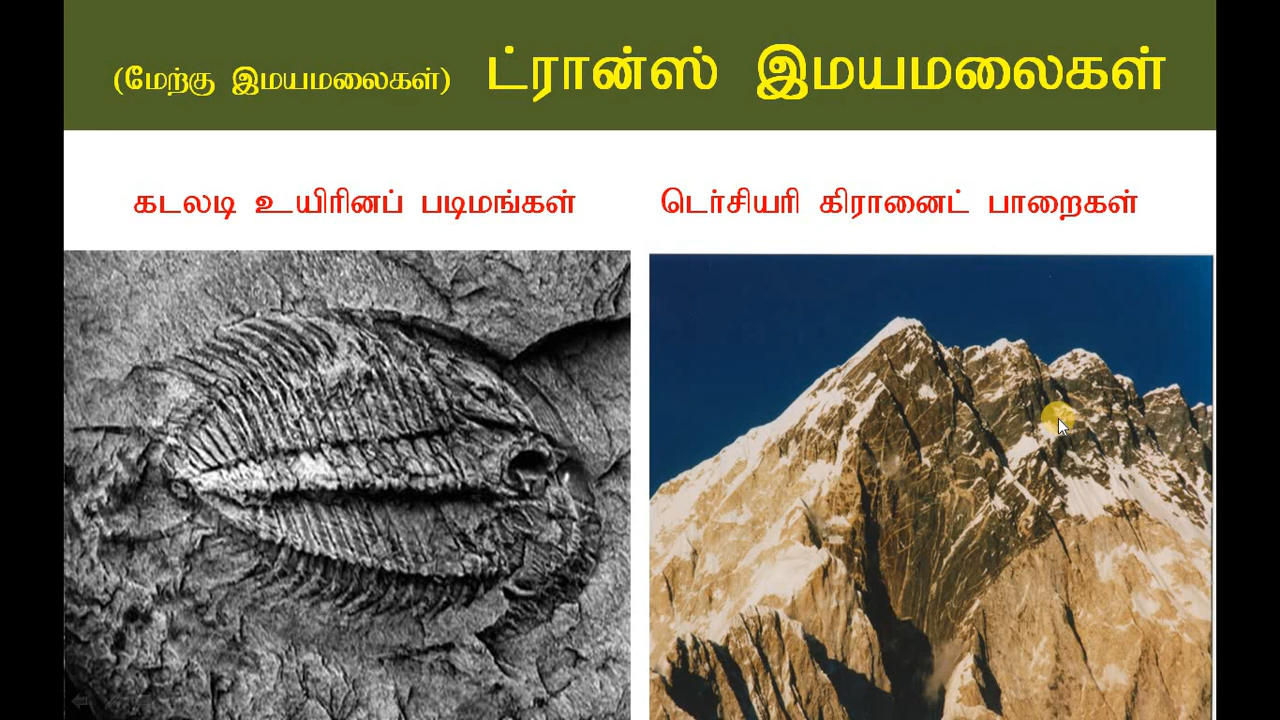 (மேற்கு இமயமலைகள்) ட்ரான்ஸ் இமயமலைகள்
கடலடி உயிரினப் படிமங்கள்
டெர்சியரி கிரானைட் பாறைகள்